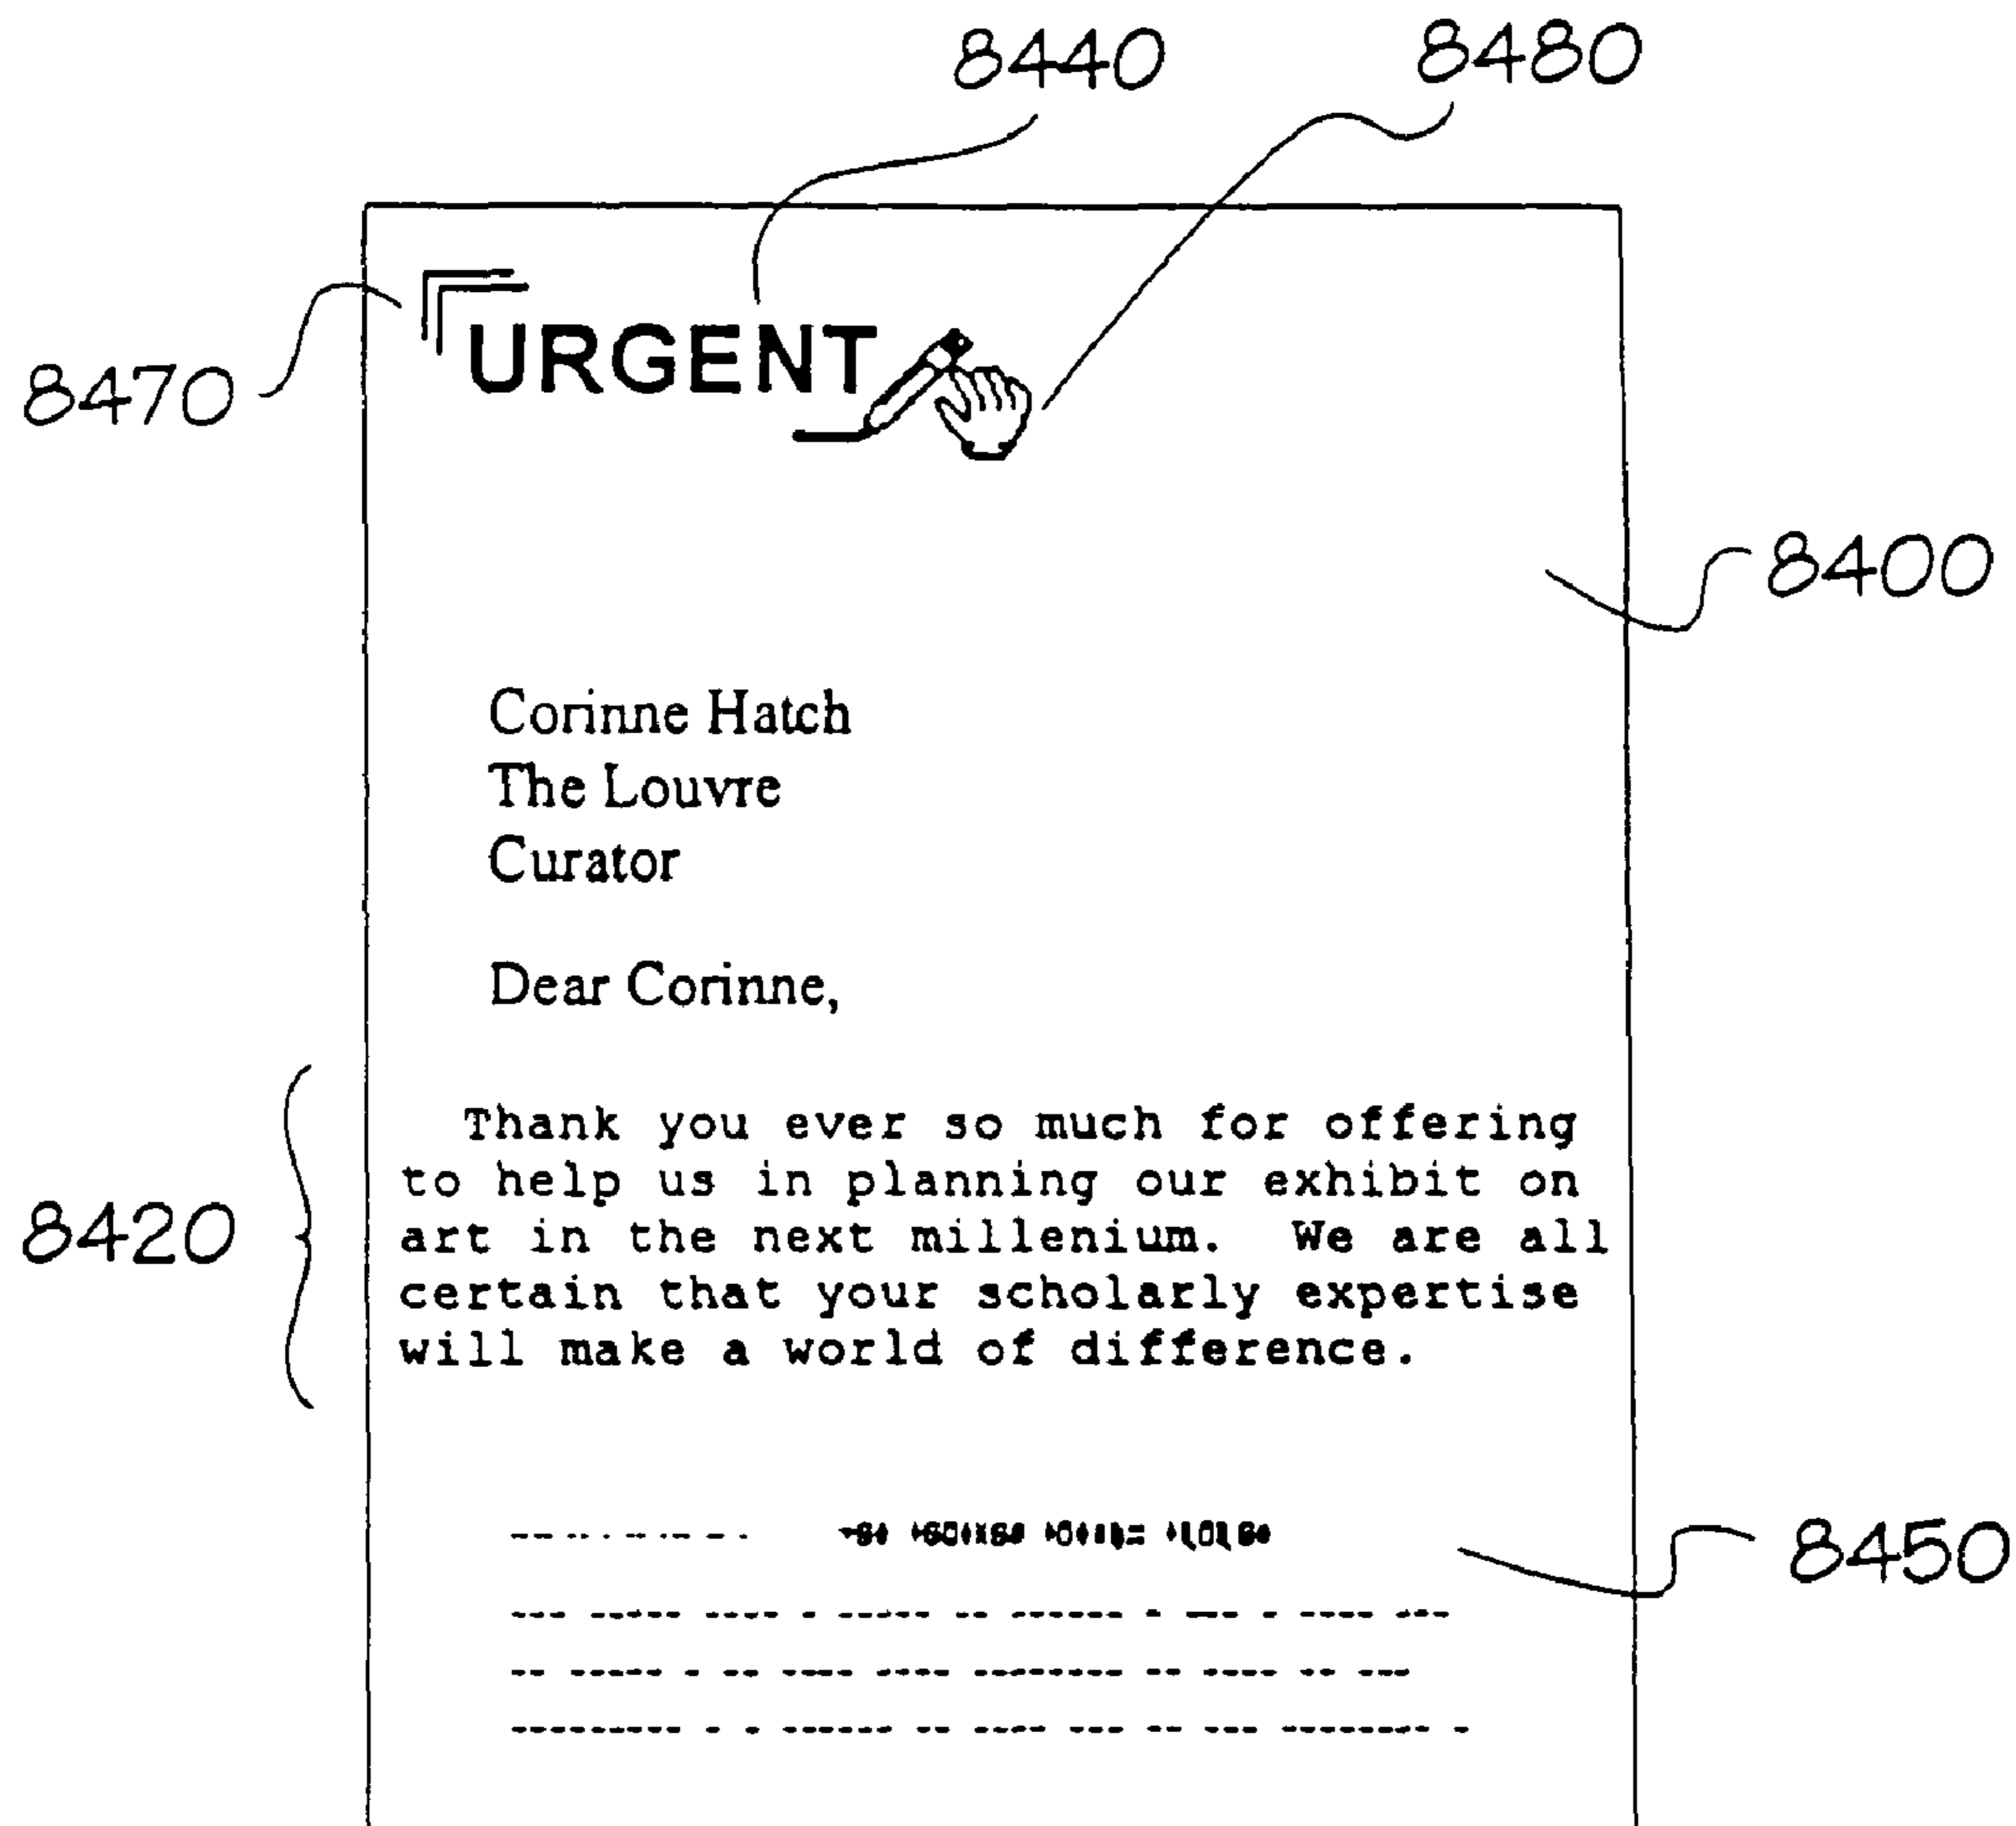 8440 8480
URGENT
8470
8400
Corinne Hatch
The Louvre
Curator
Dear Corinne,
Thank you ever so much for offering
to help us in planning our exhibit on
art in the next millenium. We are all
8420
certain that your scholarly expertise
will make a world of difference.
8450